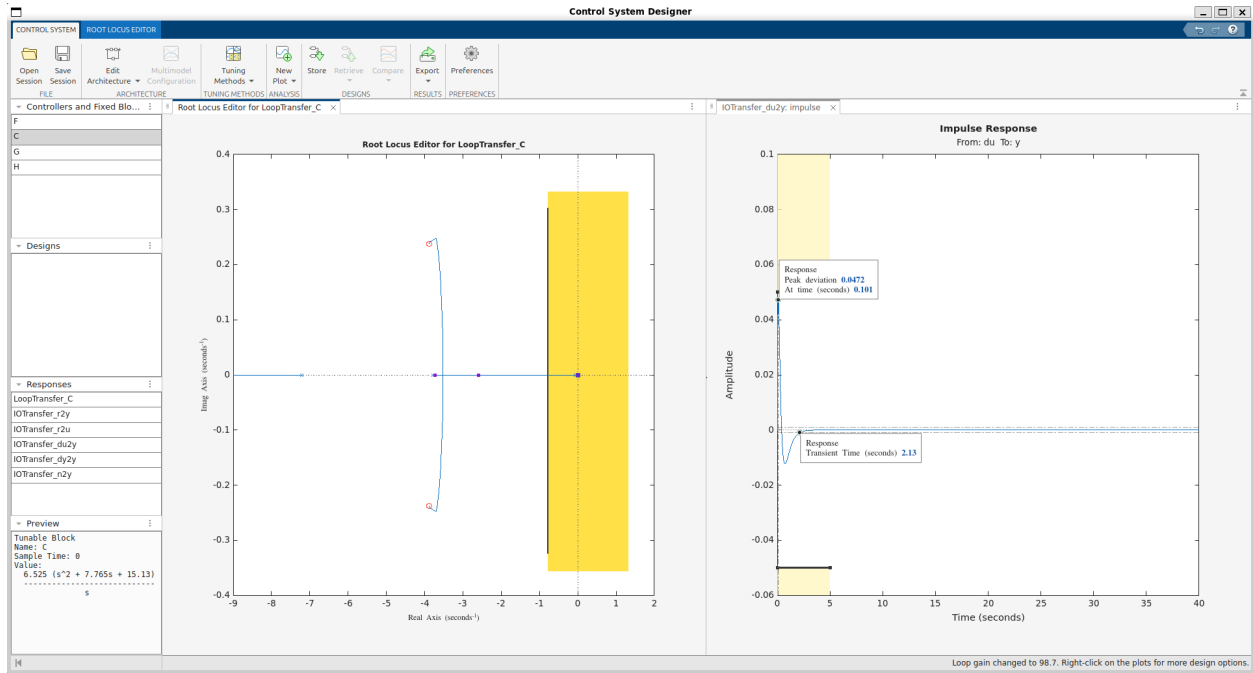 Control System Designer
CONTROL SYSTEM
ROOT LOCUS EDITOR
Open Session
Save Session
Edit Architecture
Multimodel Configuration
Tuning Methods
New Plot
Store
Retrieve
Compare
Export
Preferences
FILE
ARCHITECTURE
TUNING METHODS
ANALYSIS
DESIGNS
RESULTS
PREFERENCES
Controllers and Fixed Blo...
F
C
G
H
Designs
Responses
LoopTransfer_C
IOTransfer_r2y
IOTransfer_r2u
IOTransfer_du2y
IOTransfer_dy2y
IOTransfer_n2y
Preview
Tunable Block
Name: C
Sample Time: 0
Value:
6.525 (s^2 + 7.765s + 15.13)
---------------------------
s
Root Locus Editor for LoopTransfer_C
Root Locus Editor for LoopTransfer_C
0.4
0.3
0.2
0.1
0
-0.1
-0.2
-0.3
-0.4
-9 -8 -7 -6 -5 -4 -3 -2 -1 0 1 2
Imag Axis (seconds⁻¹)
Real Axis (seconds⁻¹)
IOTransfer_du2y: impulse
Impulse Response
From: du To: y
0.1
0.08
0.06
0.04
0.02
0
-0.02
-0.04
-0.06
0 5 10 15 20 25 30 35 40
Amplitude
Time (seconds)
Response
Peak deviation 0.0472
At time (seconds) 0.101
Response
Transient Time (seconds) 2.13
Loop gain changed to 98.7. Right-click on the plots for more design options.